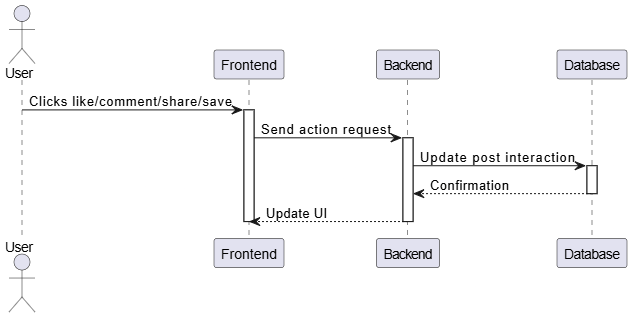 User
Frontend
Backend
Database
Clicks like/comment/share/save
Send action request
Update post interaction
Confirmation
Update UI
User
Frontend
Backend
Database